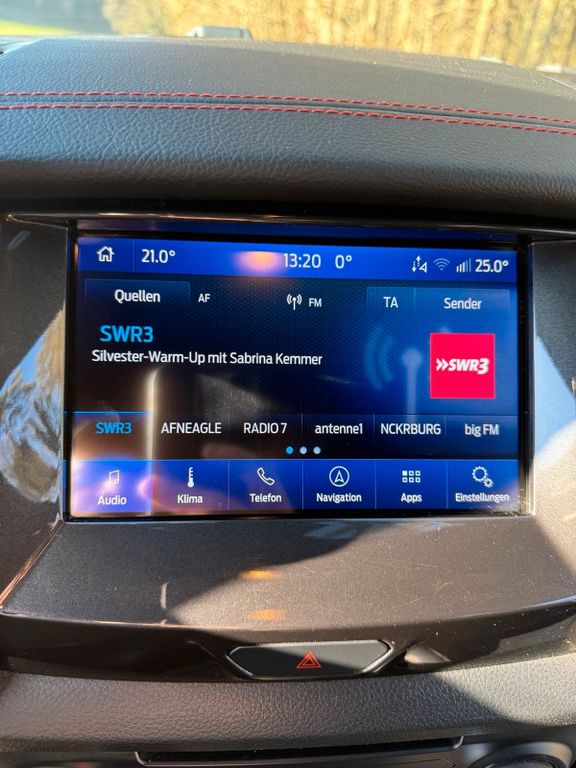 21.0° 13:20 0° 25.0°
Quellen AF FM TA Sender
SWR3
Silvester-Warm-Up mit Sabrina Kemmer
»SWR3
SWR3 AFNEAGLE RADIO 7 antenne1 NCKRBURG big FM
Audio Klima Telefon Navigation Apps Einstellungen